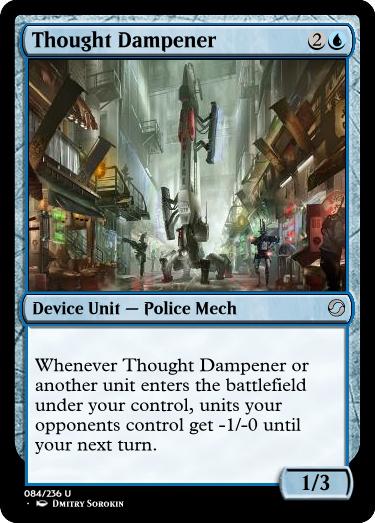 Thought Dampener 2
Device Unit — Police Mech
Whenever Thought Dampener or
another unit enters the battlefield
under your control, units your
opponents control get -1/-0 until
your next turn.
1/3
084/236 U
· Dmitry Sorokin